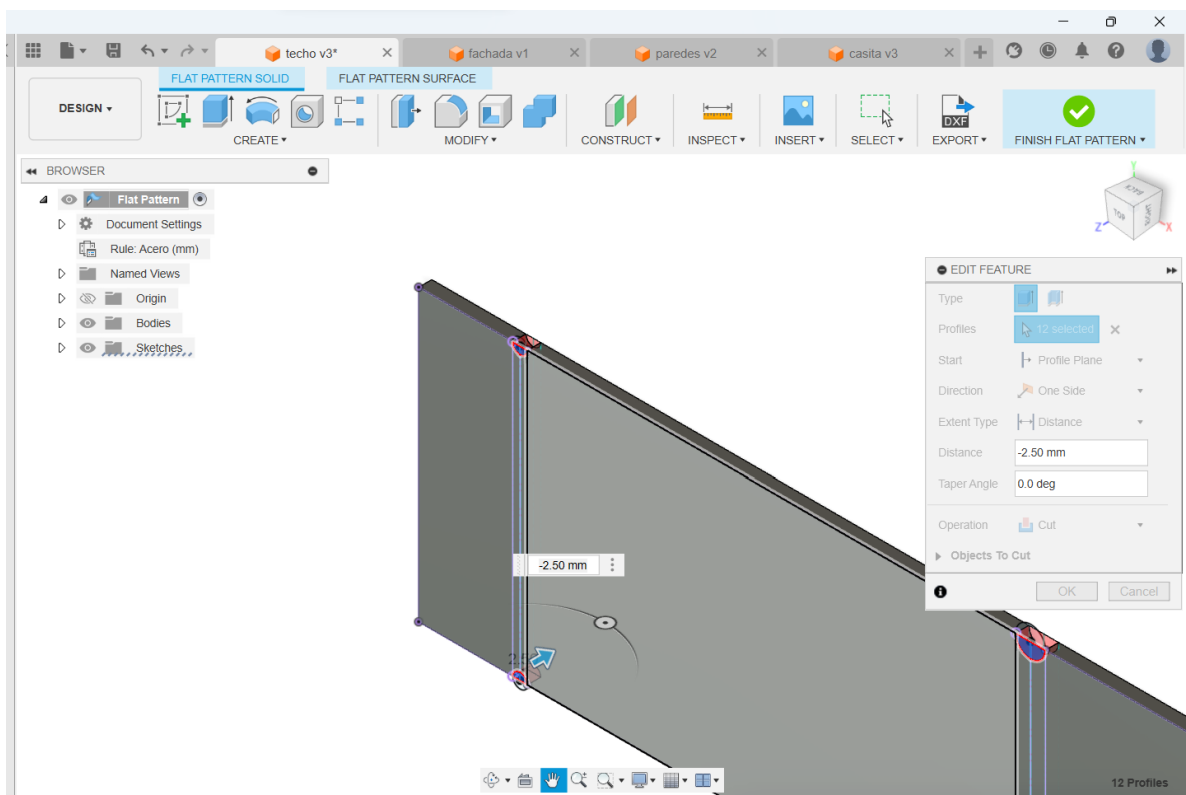 techo v3*
fachada v1
paredes v2
casita v3
FLAT PATTERN SOLID
FLAT PATTERN SURFACE
DESIGN
CREATE
MODIFY
CONSTRUCT
INSPECT
INSERT
SELECT
DXF
EXPORT
FINISH FLAT PATTERN
BROWSER
Flat Pattern
Document Settings
Rule: Acero (mm)
Named Views
Origin
Bodies
Sketches
Y
BACK
TOP
Z
X
EDIT FEATURE
Type
Profiles 12 selected
Start Profile Plane
Direction One Side
Extent Type Distance
Distance -2.50 mm
Taper Angle 0.0 deg
Operation Cut
Objects To Cut
OK Cancel
-2.50 mm
12 Profiles